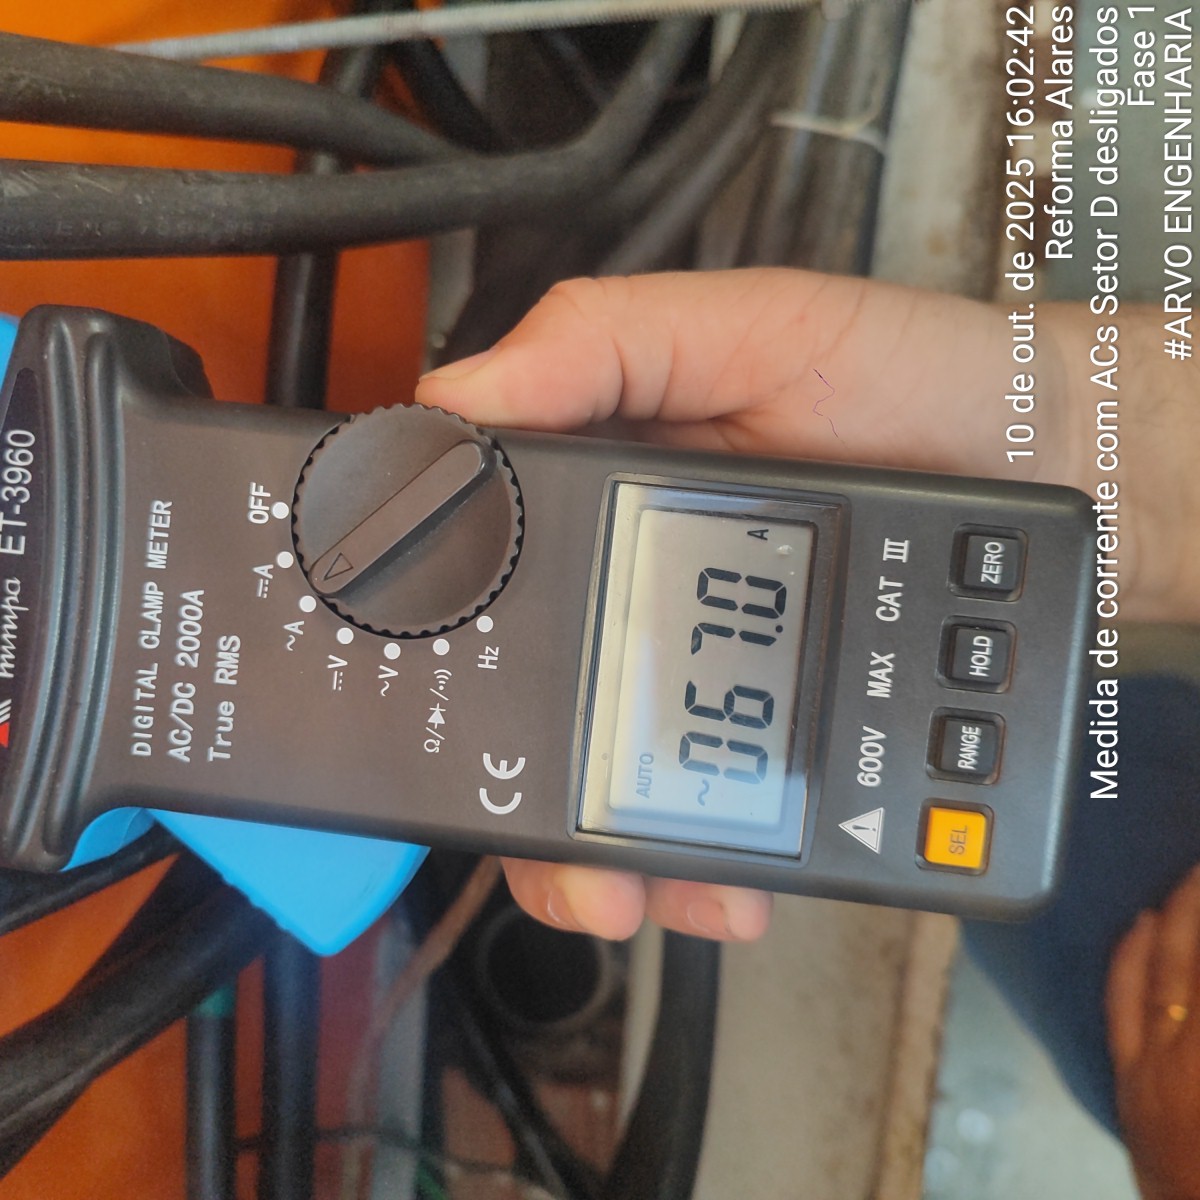 minipa ET-3960
DIGITAL CLAMP METER
AC/DC 2000A
True RMS
OFF
⎓A
~A
⎓V
~V
Ω/
Hz
CE
AUTO
~067.0 A
600V MAX CAT III
SEL RANGE HOLD ZERO
10 de out. de 2025 16:02:42
Reforma Alares
Medida de corrente com ACs Setor D desligados
Fase 1
#ARVO ENGENHARIA